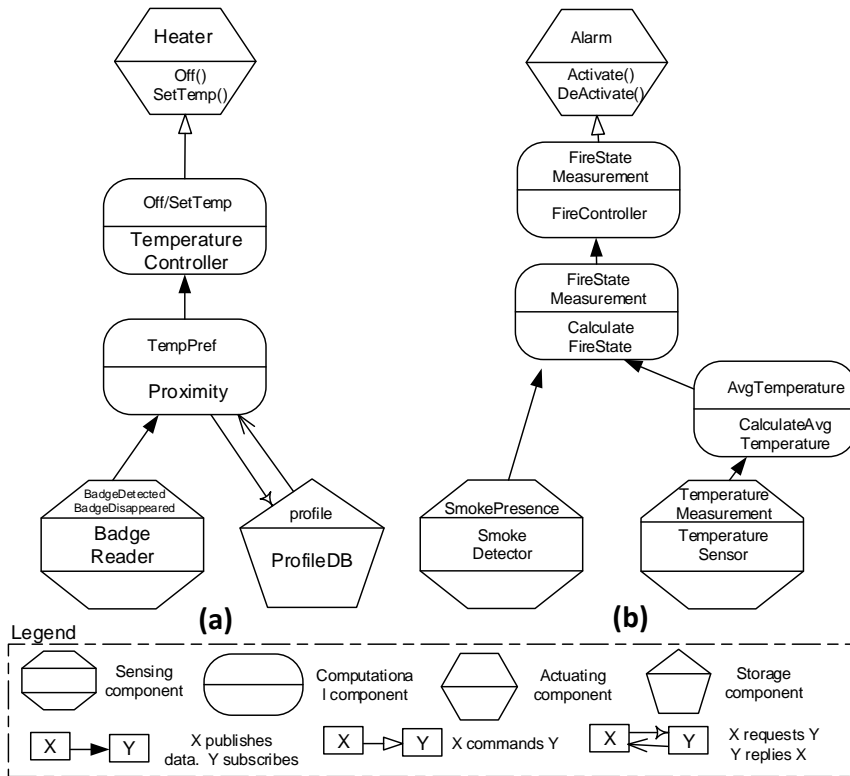 Heater
Off()
SetTemp()
Off/SetTemp
Temperature
Controller
TempPref
Proximity
BadgeDetected
BadgeDisappeared
Badge
Reader
profile
ProfileDB
(a)
Alarm
Activate()
DeActivate()
FireState
Measurement
FireController
FireState
Measurement
Calculate
FireState
AvgTemperature
CalculateAvg
Temperature
SmokePresence
Smoke
Detector
Temperature
Measurement
Temperature
Sensor
(b)
Legend
Sensing
component
Computationa
l component
Actuating
component
Storage
component
X
Y
X publishes
data. Y subscribes
X
Y
X commands Y
X
Y
X requests Y
Y replies X